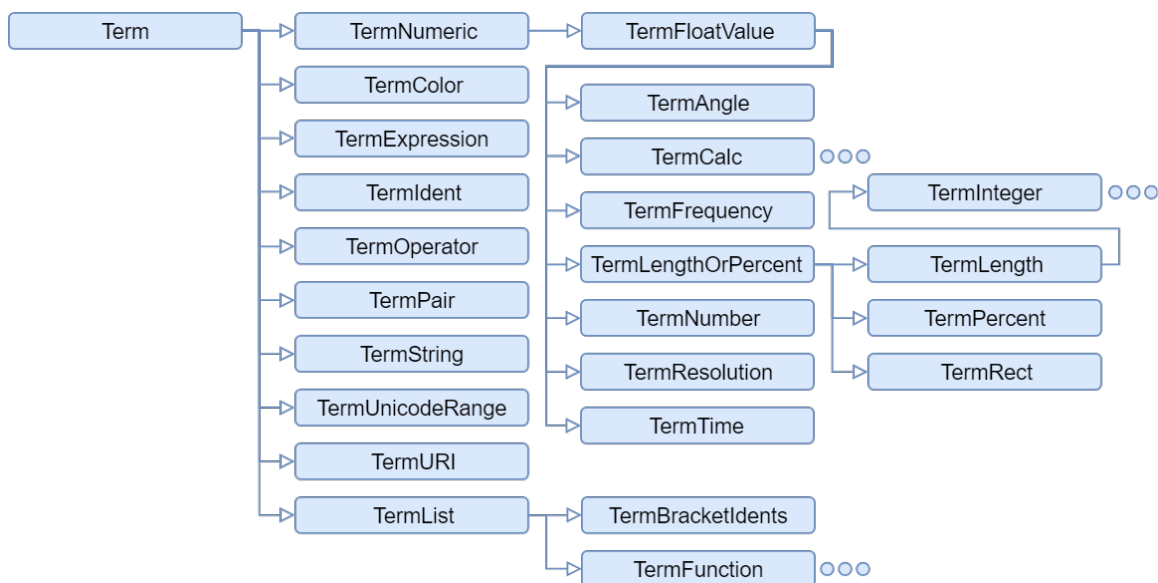 Term
TermNumeric
TermFloatValue
TermColor
TermAngle
TermExpression
TermCalc
TermIdent
TermFrequency
TermInteger
TermOperator
TermLengthOrPercent
TermLength
TermPair
TermNumber
TermPercent
TermString
TermResolution
TermRect
TermUnicodeRange
TermTime
TermURI
TermList
TermBracketIdents
TermFunction